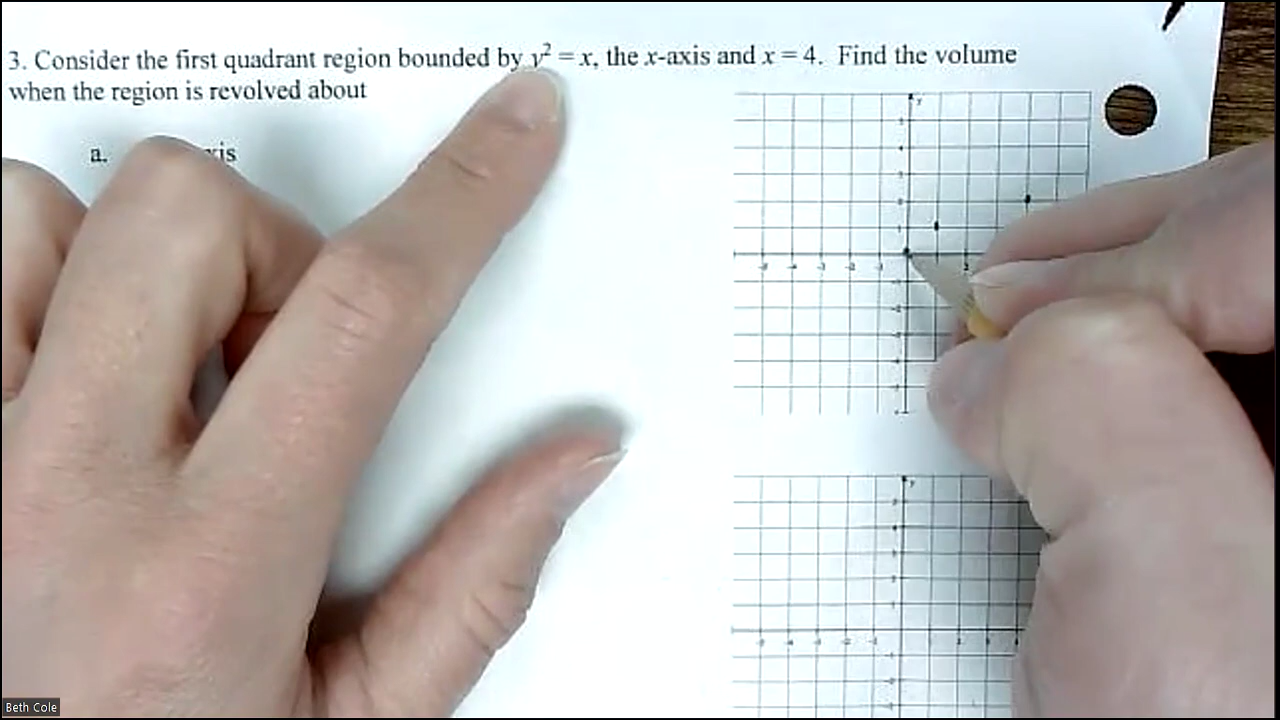 3. Consider the first quadrant region bounded by y² = x, the x-axis and x = 4. Find the volume
when the region is revolved about
a.
y
2
y
Beth Cole